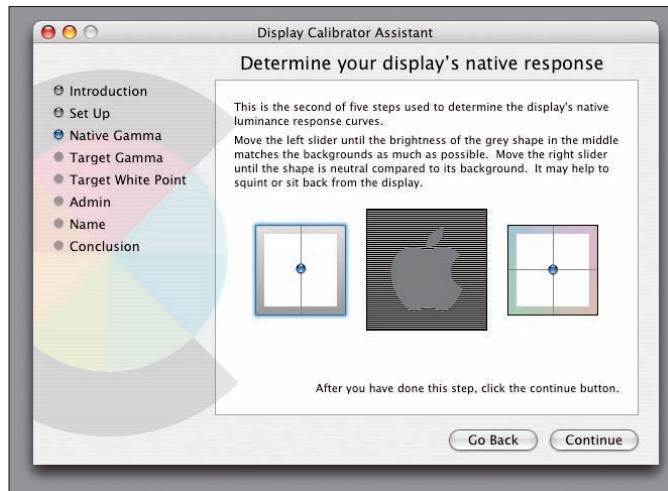 Display Calibrator Assistant
Determine your display's native response
Introduction
Set Up
Native Gamma
Target Gamma
Target White Point
Admin
Name
Conclusion
This is the second of five steps used to determine the display's native
luminance response curves.
Move the left slider until the brightness of the grey shape in the middle
matches the backgrounds as much as possible.  Move the right slider
until the shape is neutral compared to its background.  It may help to
squint or sit back from the display.
After you have done this step, click the continue button.
Go Back
Continue